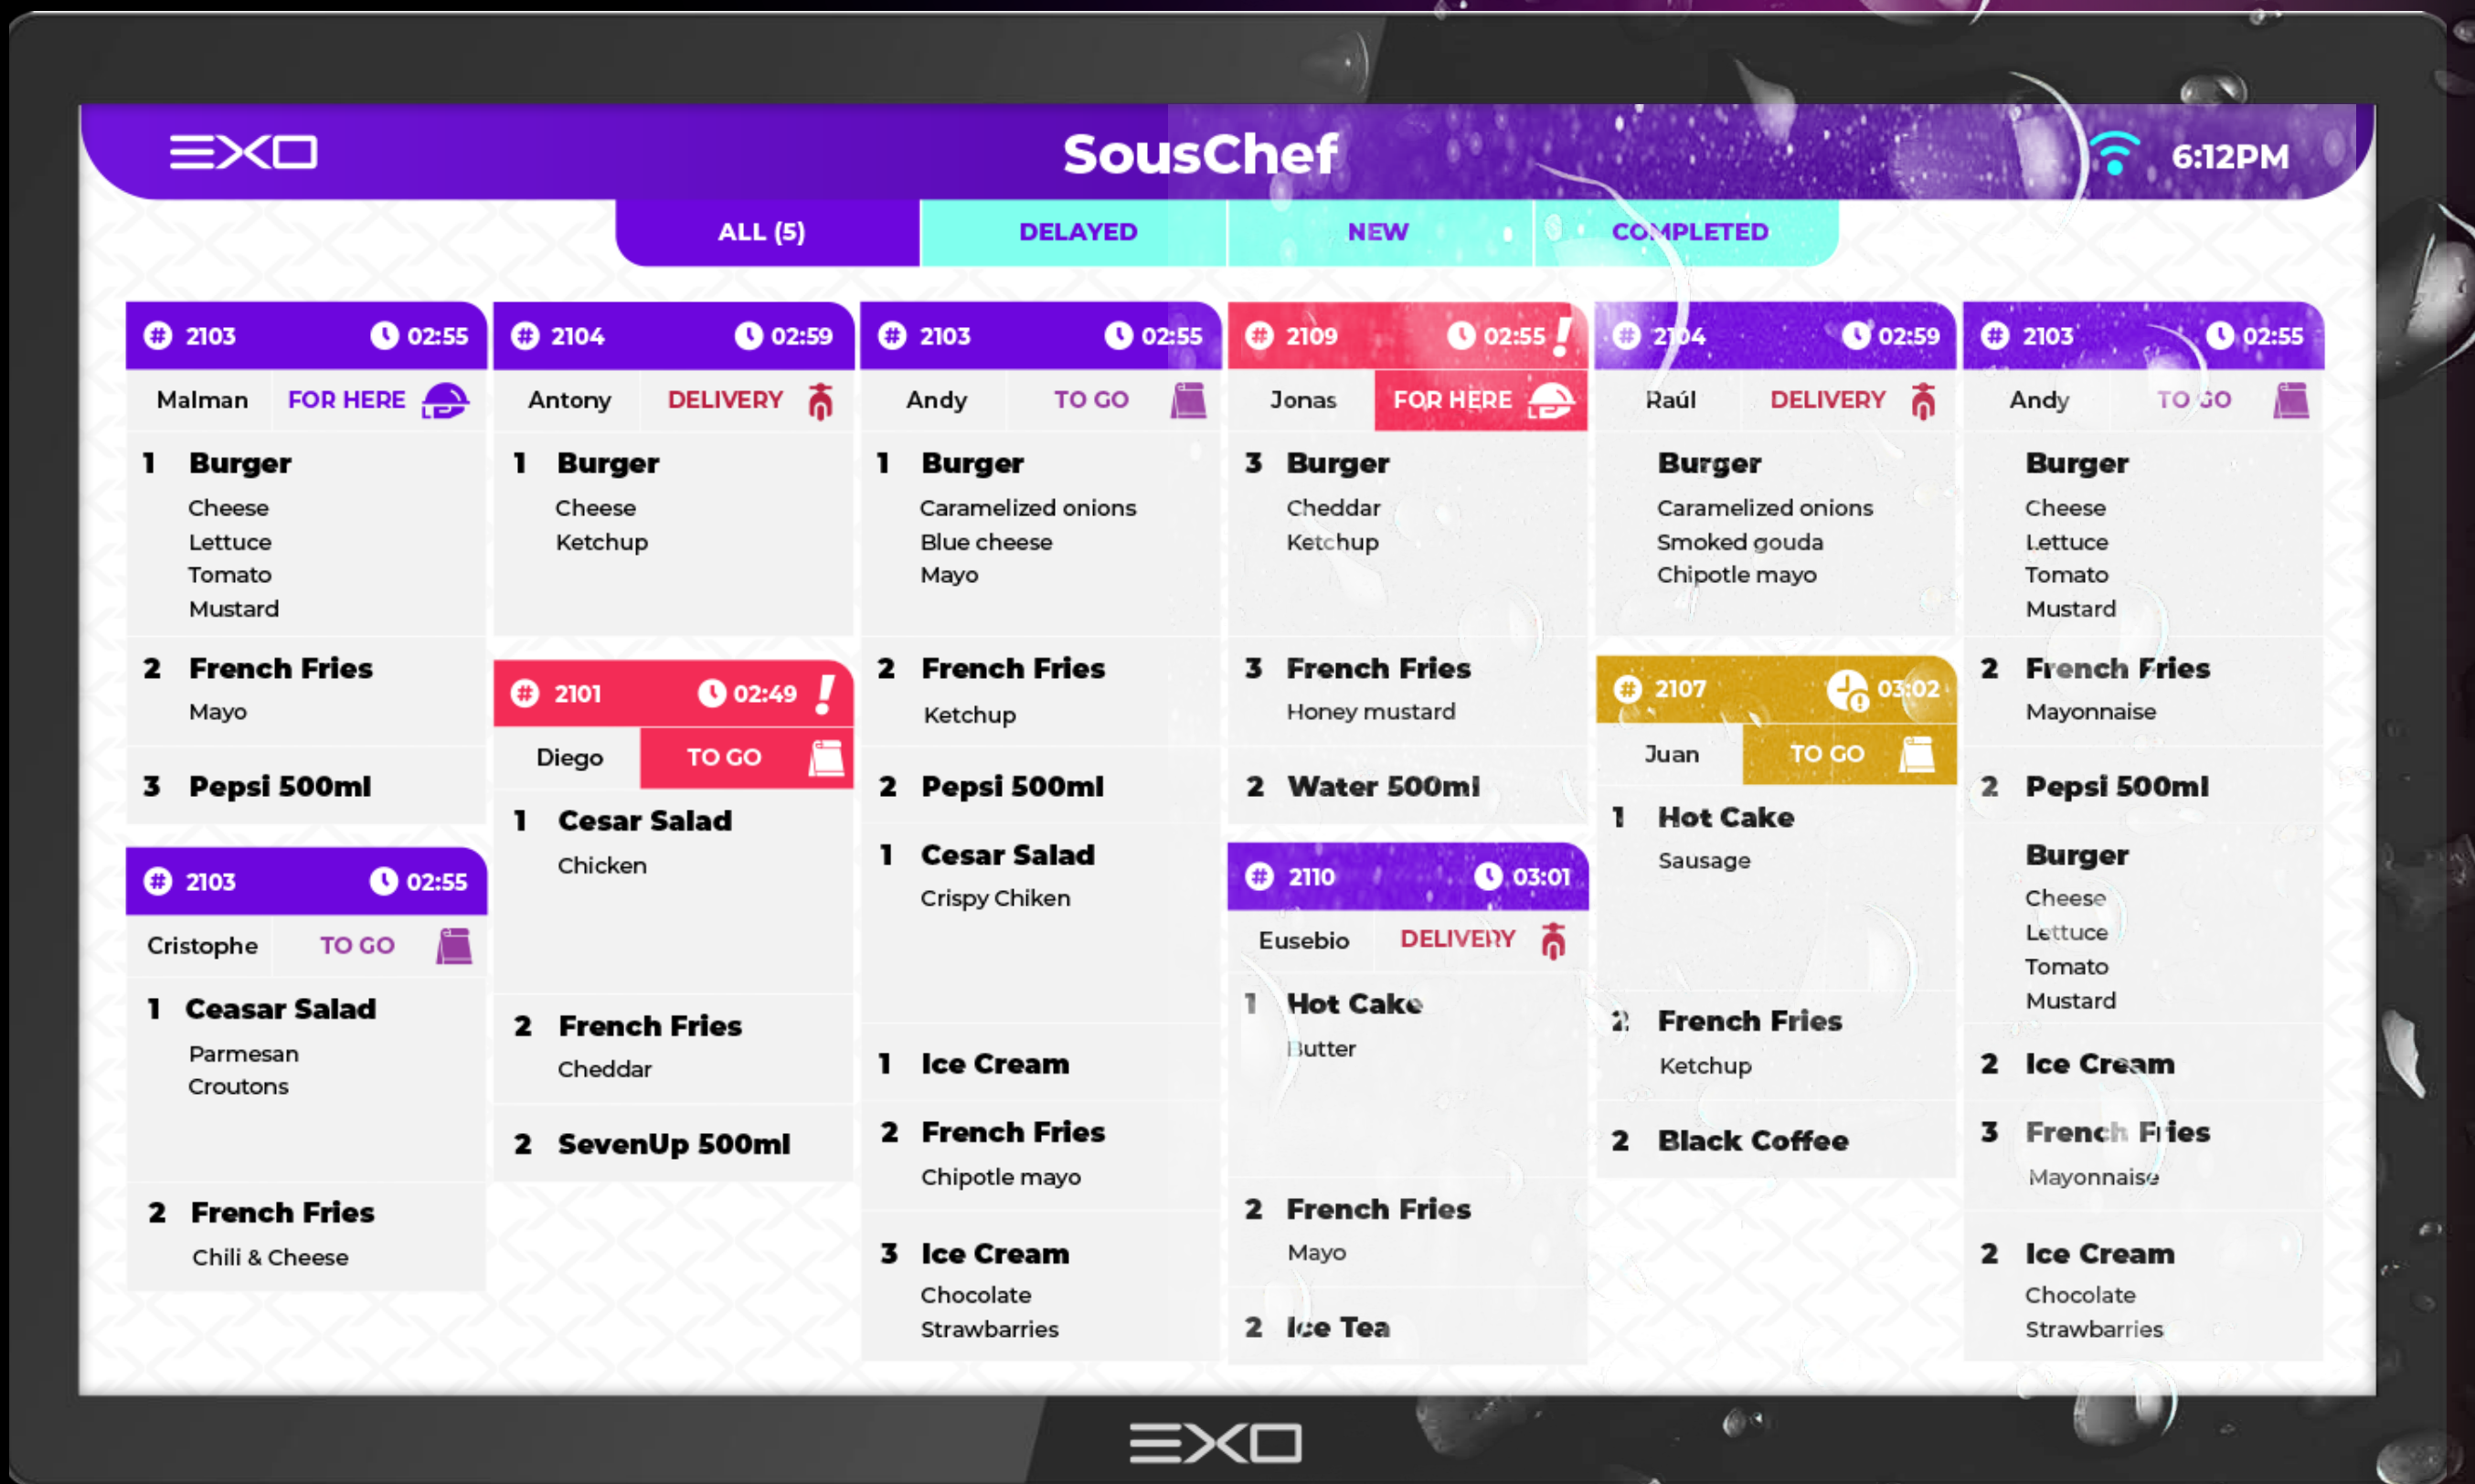 EXO
SousChef
6:12PM
ALL (5)
DELAYED
NEW
COMPLETED
# 2103 02:55
Malman FOR HERE
1 Burger
Cheese
Lettuce
Tomato
Mustard
2 French Fries
Mayo
3 Pepsi 500ml
# 2103 02:55
Cristophe TO GO
1 Ceasar Salad
Parmesan
Croutons
2 French Fries
Chili & Cheese
# 2104 02:59
Antony DELIVERY
1 Burger
Cheese
Ketchup
# 2101 02:49 !
Diego TO GO
1 Cesar Salad
Chicken
2 French Fries
Cheddar
2 SevenUp 500ml
# 2103 02:55
Andy TO GO
1 Burger
Caramelized onions
Blue cheese
Mayo
2 French Fries
Ketchup
2 Pepsi 500ml
1 Cesar Salad
Crispy Chiken
1 Ice Cream
2 French Fries
Chipotle mayo
3 Ice Cream
Chocolate
Strawbarries
# 2109 02:55 !
Jonas FOR HERE
3 Burger
Cheddar
Ketchup
3 French Fries
Honey mustard
2 Water 500ml
# 2110 03:01
Eusebio DELIVERY
1 Hot Cake
Butter
2 French Fries
Mayo
2 Ice Tea
# 2104 02:59
Raúl DELIVERY
Burger
Caramelized onions
Smoked gouda
Chipotle mayo
# 2107 03:02
Juan TO GO
1 Hot Cake
Sausage
2 French Fries
Ketchup
2 Black Coffee
# 2103 02:55
Andy TO GO
Burger
Cheese
Lettuce
Tomato
Mustard
2 French Fries
Mayonnaise
2 Pepsi 500ml
Burger
Cheese
Lettuce
Tomato
Mustard
2 Ice Cream
3 French Fries
Mayonnaise
2 Ice Cream
Chocolate
Strawbarries
EXO